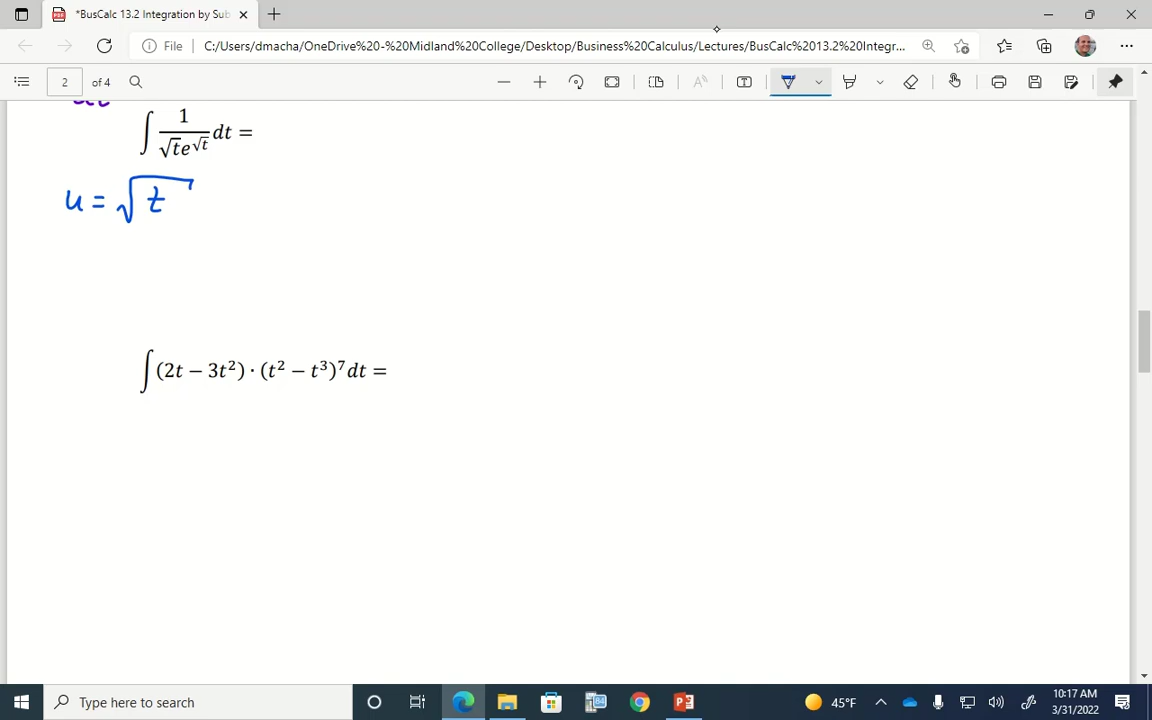 *BusCalc 13.2 Integration by Sub
File C:/Users/dmacha/OneDrive%20-%20Midland%20College/Desktop/Business%20Calculus/Lectures/BusCalc%2013.2%20Integr...
2 of 4
∫ 1/(√t e^√t) dt =
u = √t
∫(2t − 3t²) · (t² − t³)⁷ dt =
Type here to search
45°F
10:17 AM
3/31/2022